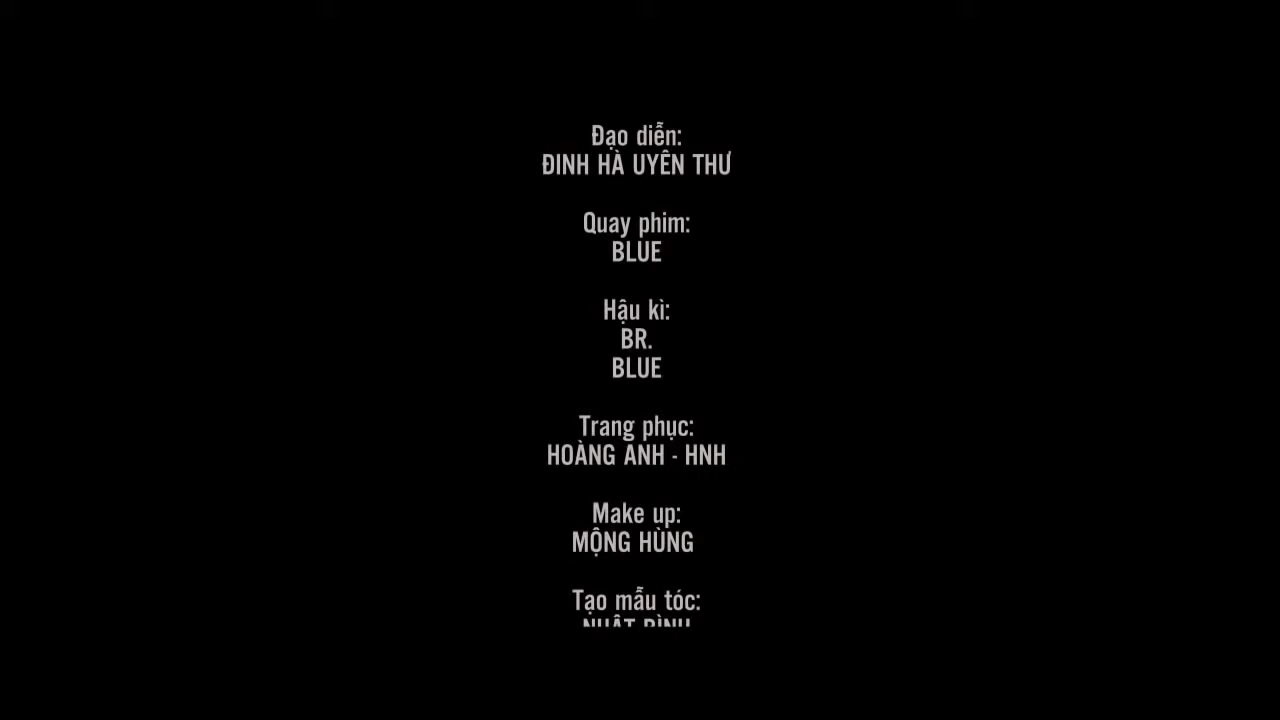 Đạo diễn:
ĐINH HÀ UYÊN THƯ
Quay phim:
BLUE
Hậu kì:
BR.
BLUE
Trang phục:
HOÀNG ANH - HNH
Make up:
MỘNG HÙNG
Tạo mẫu tóc: